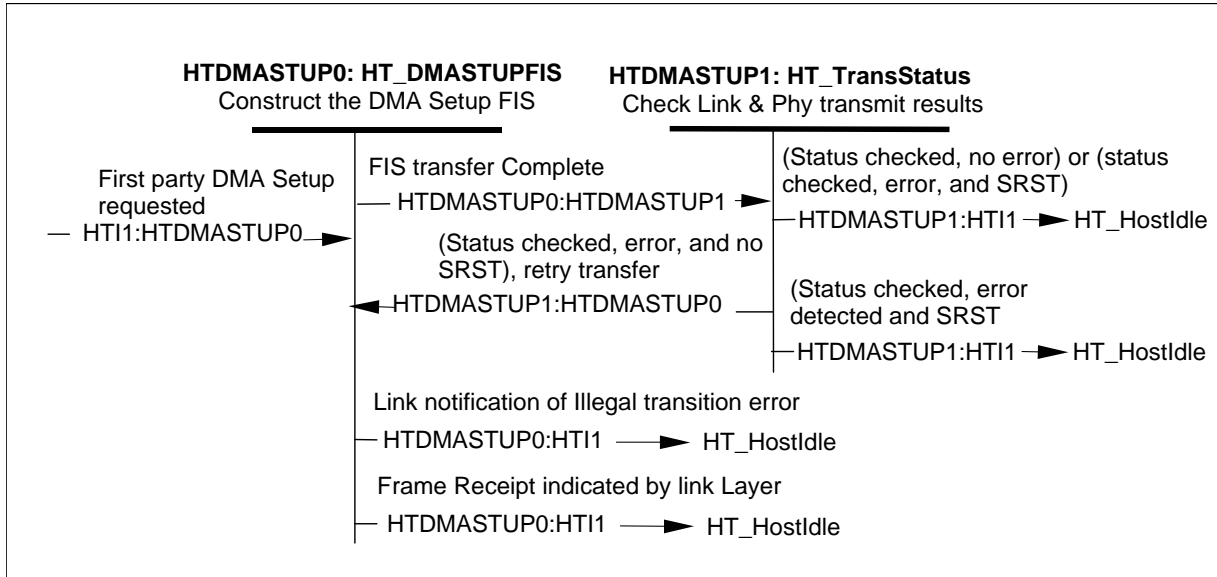 HTDMASTUP0: HT_DMASTUPFIS
Construct the DMA Setup FIS
HTDMASTUP1: HT_TransStatus
Check Link & Phy transmit results
First party DMA Setup
requested
HTI1:HTDMASTUP0
FIS transfer Complete
HTDMASTUP0:HTDMASTUP1
(Status checked, error, and no
SRST), retry transfer
HTDMASTUP1:HTDMASTUP0
(Status checked, no error) or (status
checked, error, and SRST)
HTDMASTUP1:HTI1
HT_HostIdle
(Status checked, error
detected and SRST
HTDMASTUP1:HTI1
HT_HostIdle
Link notification of Illegal transition error
HTDMASTUP0:HTI1
HT_HostIdle
Frame Receipt indicated by link Layer
HTDMASTUP0:HTI1
HT_HostIdle